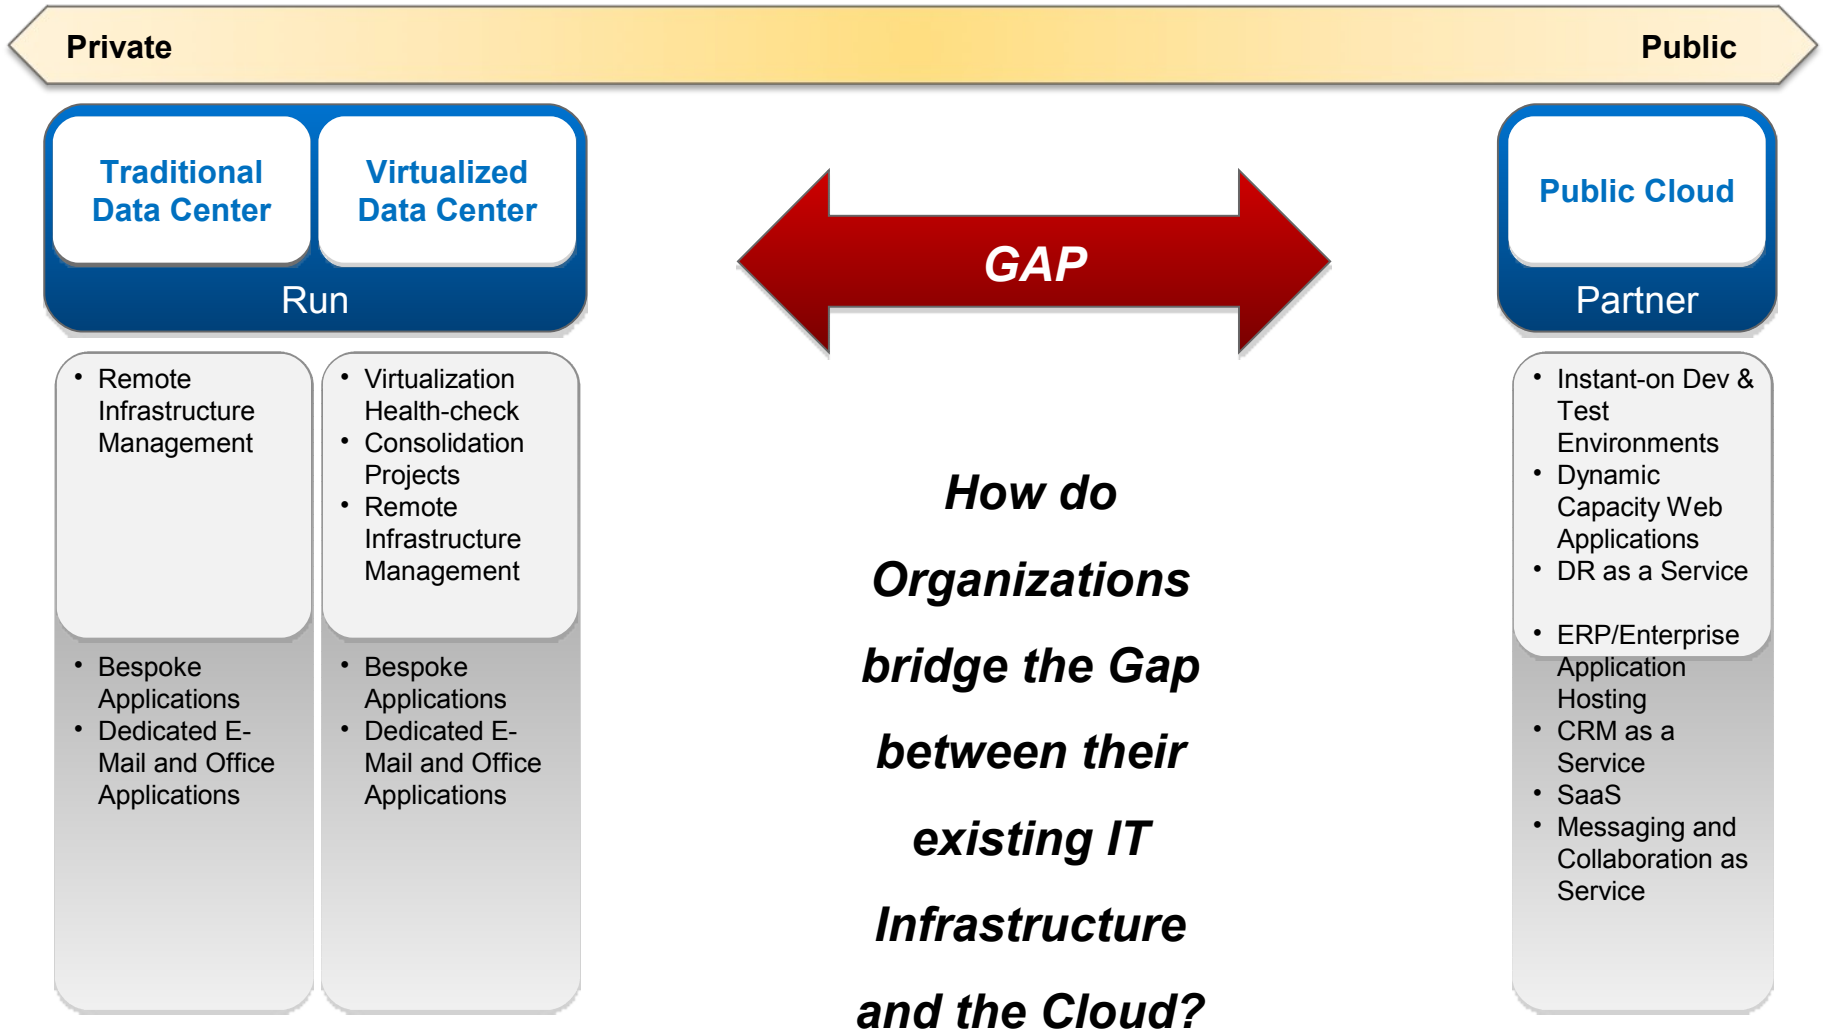 Private
Public
Traditional
Data Center
Virtualized
Data Center
Run
GAP
Public Cloud
Partner
• Remote
Infrastructure
Management
• Bespoke
Applications
• Dedicated E-
Mail and Office
Applications
• Virtualization
Health-check
• Consolidation
Projects
• Remote
Infrastructure
Management
• Bespoke
Applications
• Dedicated E-
Mail and Office
Applications
How do
Organizations
bridge the Gap
between their
existing IT
Infrastructure
and the Cloud?
• Instant-on Dev &
Test
Environments
• Dynamic
Capacity Web
Applications
• DR as a Service
• ERP/Enterprise
Application
Hosting
• CRM as a
Service
• SaaS
• Messaging and
Collaboration as
Service